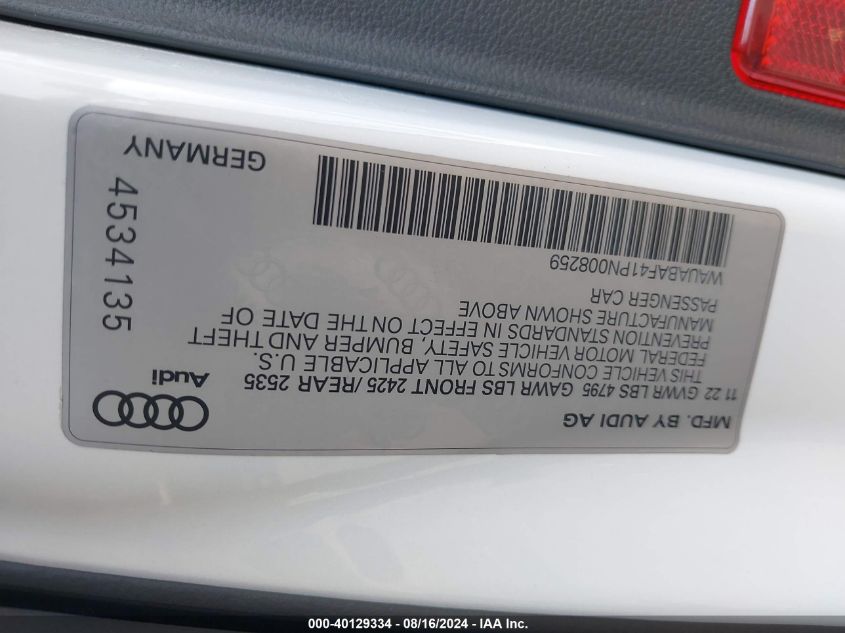 MFD. BY AUDI AG
11 22 GVWR LBS 4795 GAWR LBS FRONT 2425 /REAR 2535
THIS VEHICLE CONFORMS TO ALL APPLICABLE U.S.
FEDERAL MOTOR VEHICLE SAFETY, BUMPER AND THEFT
PREVENTION STANDARDS IN EFFECT ON THE DATE OF
MANUFACTURE SHOWN ABOVE
PASSENGER CAR
WAUABAF41PN008259
Audi
4534135
GERMANY
000-40129334 - 08/16/2024 - IAA Inc.